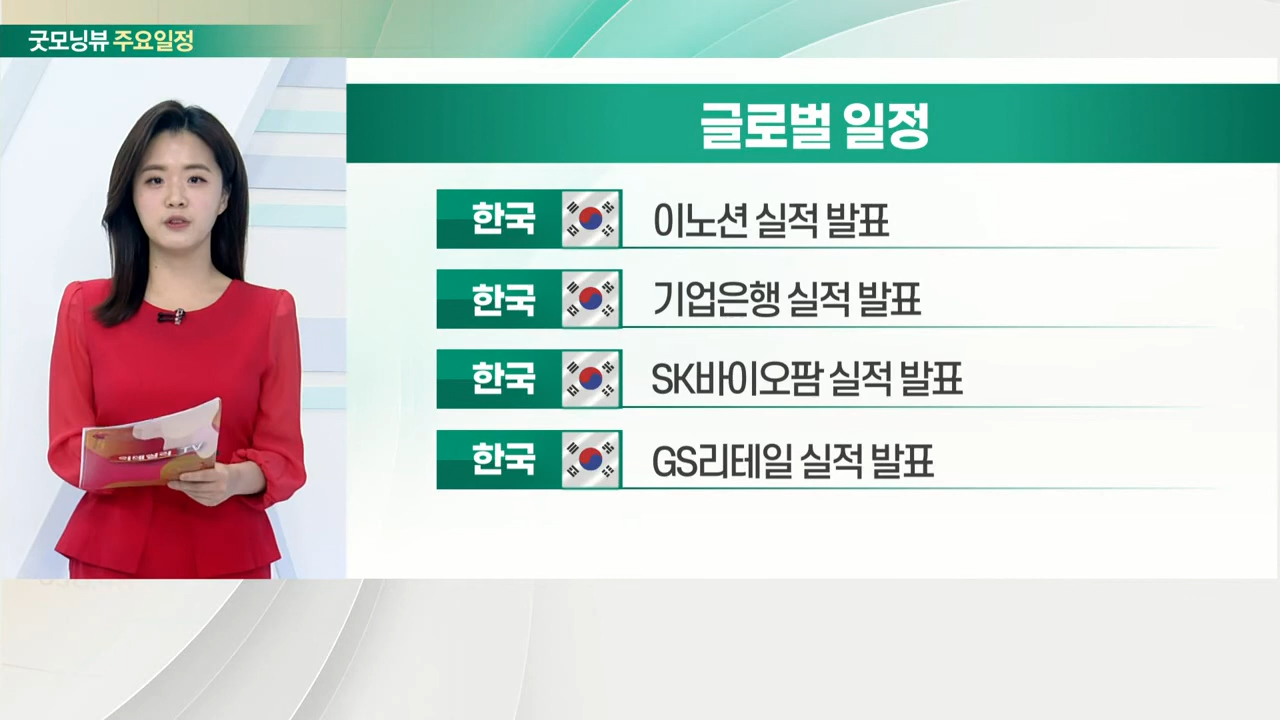 굿모닝뷰 주요일정
글로벌 일정
한국 이노션 실적 발표
한국 기업은행 실적 발표
한국 SK바이오팜 실적 발표
한국 GS리테일 실적 발표
TV